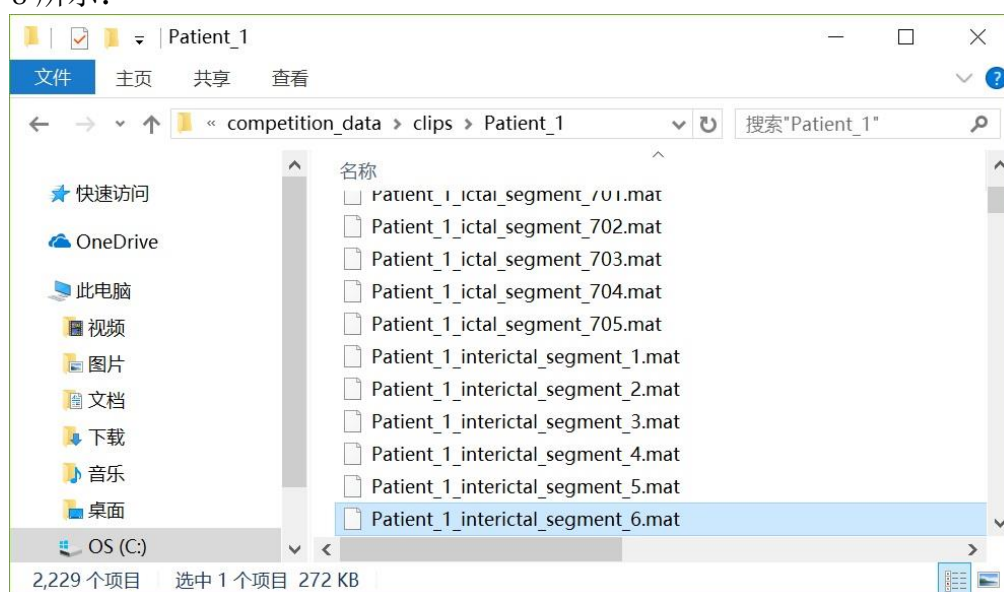 Patient_1
文件 主页 共享 查看
« competition_data › clips › Patient_1 搜索"Patient_1"
名称
快速访问
OneDrive
此电脑
视频
图片
文档
下载
音乐
桌面
OS (C:)
Patient_1_ictal_segment_701.mat
Patient_1_ictal_segment_702.mat
Patient_1_ictal_segment_703.mat
Patient_1_ictal_segment_704.mat
Patient_1_ictal_segment_705.mat
Patient_1_interictal_segment_1.mat
Patient_1_interictal_segment_2.mat
Patient_1_interictal_segment_3.mat
Patient_1_interictal_segment_4.mat
Patient_1_interictal_segment_5.mat
Patient_1_interictal_segment_6.mat
2,229 个项目 选中 1 个项目 272 KB